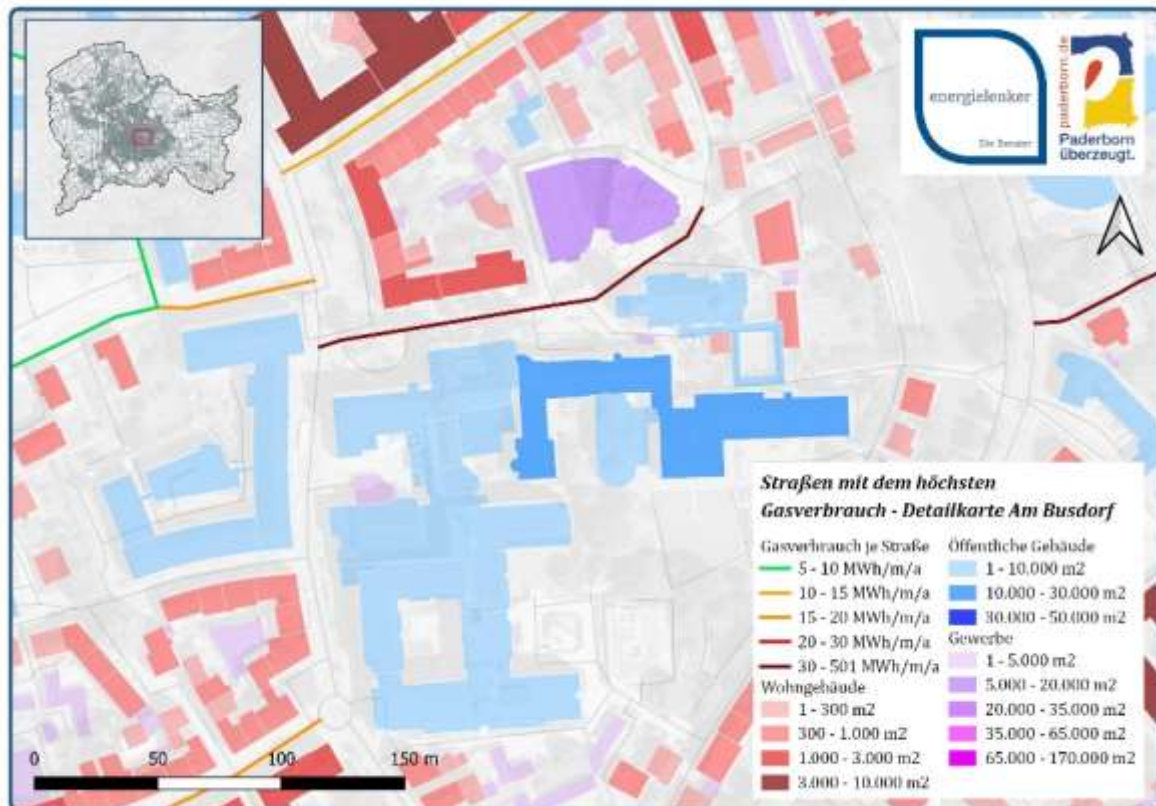 energielenker
Die Berater
paderborn.de
Paderborn
überzeugt.
Straßen mit dem höchsten
Gasverbrauch - Detailkarte Am Busdorf
Gasverbrauch je Straße
5 - 10 MWh/m/a
10 - 15 MWh/m/a
15 - 20 MWh/m/a
20 - 30 MWh/m/a
30 - 501 MWh/m/a
Wohngebäude
1 - 300 m2
300 - 1.000 m2
1.000 - 3.000 m2
3.000 - 10.000 m2
Öffentliche Gebäude
1 - 10.000 m2
10.000 - 30.000 m2
30.000 - 50.000 m2
Gewerbe
1 - 5.000 m2
5.000 - 20.000 m2
20.000 - 35.000 m2
35.000 - 65.000 m2
65.000 - 170.000 m2
0 50 100 150 m